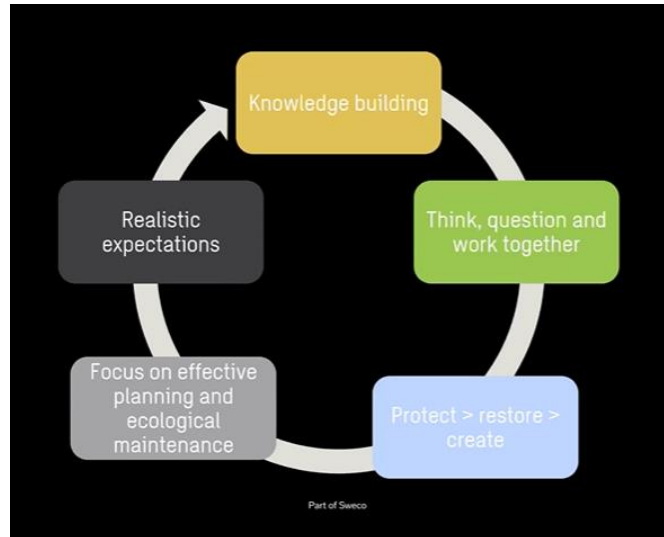 Knowledge building
Think, question and
work together
Protect > restore >
create
Focus on effective
planning and
ecological
maintenance
Realistic
expectations
Part of Sweco